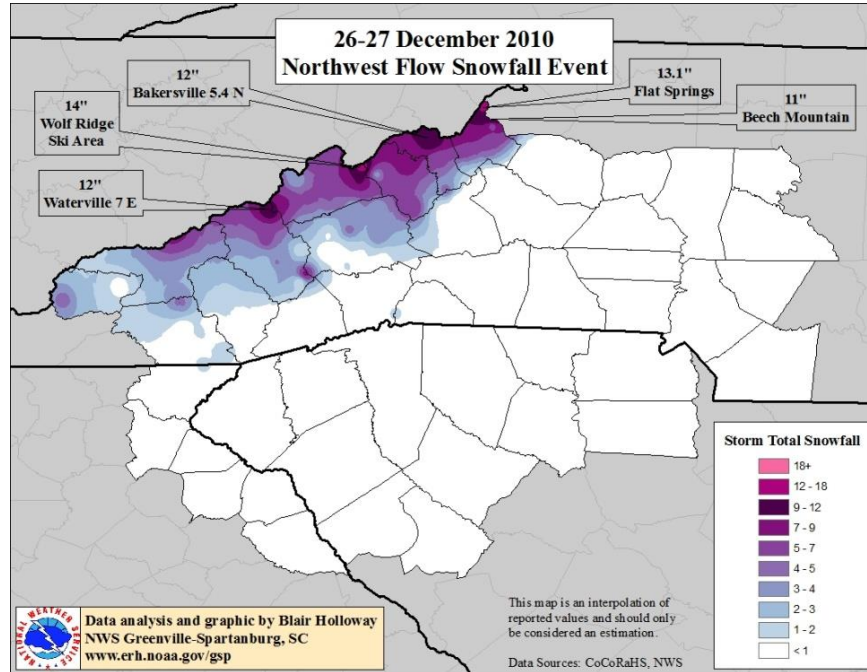 26-27 December 2010
Northwest Flow Snowfall Event
12"
Bakersville 5.4 N
13.1"
Flat Springs
14"
Wolf Ridge
Ski Area
11"
Beech Mountain
12"
Waterville 7 E
Storm Total Snowfall
18+
12 - 18
9 - 12
7 - 9
5 - 7
4 - 5
3 - 4
2 - 3
1 - 2
< 1
NATIONAL WEATHER SERVICE
Data analysis and graphic by Blair Holloway
NWS Greenville-Spartanburg, SC
www.erh.noaa.gov/gsp
This map is an interpolation of
reported values and should only
be considered an estimation.
Data Sources: CoCoRaHS, NWS